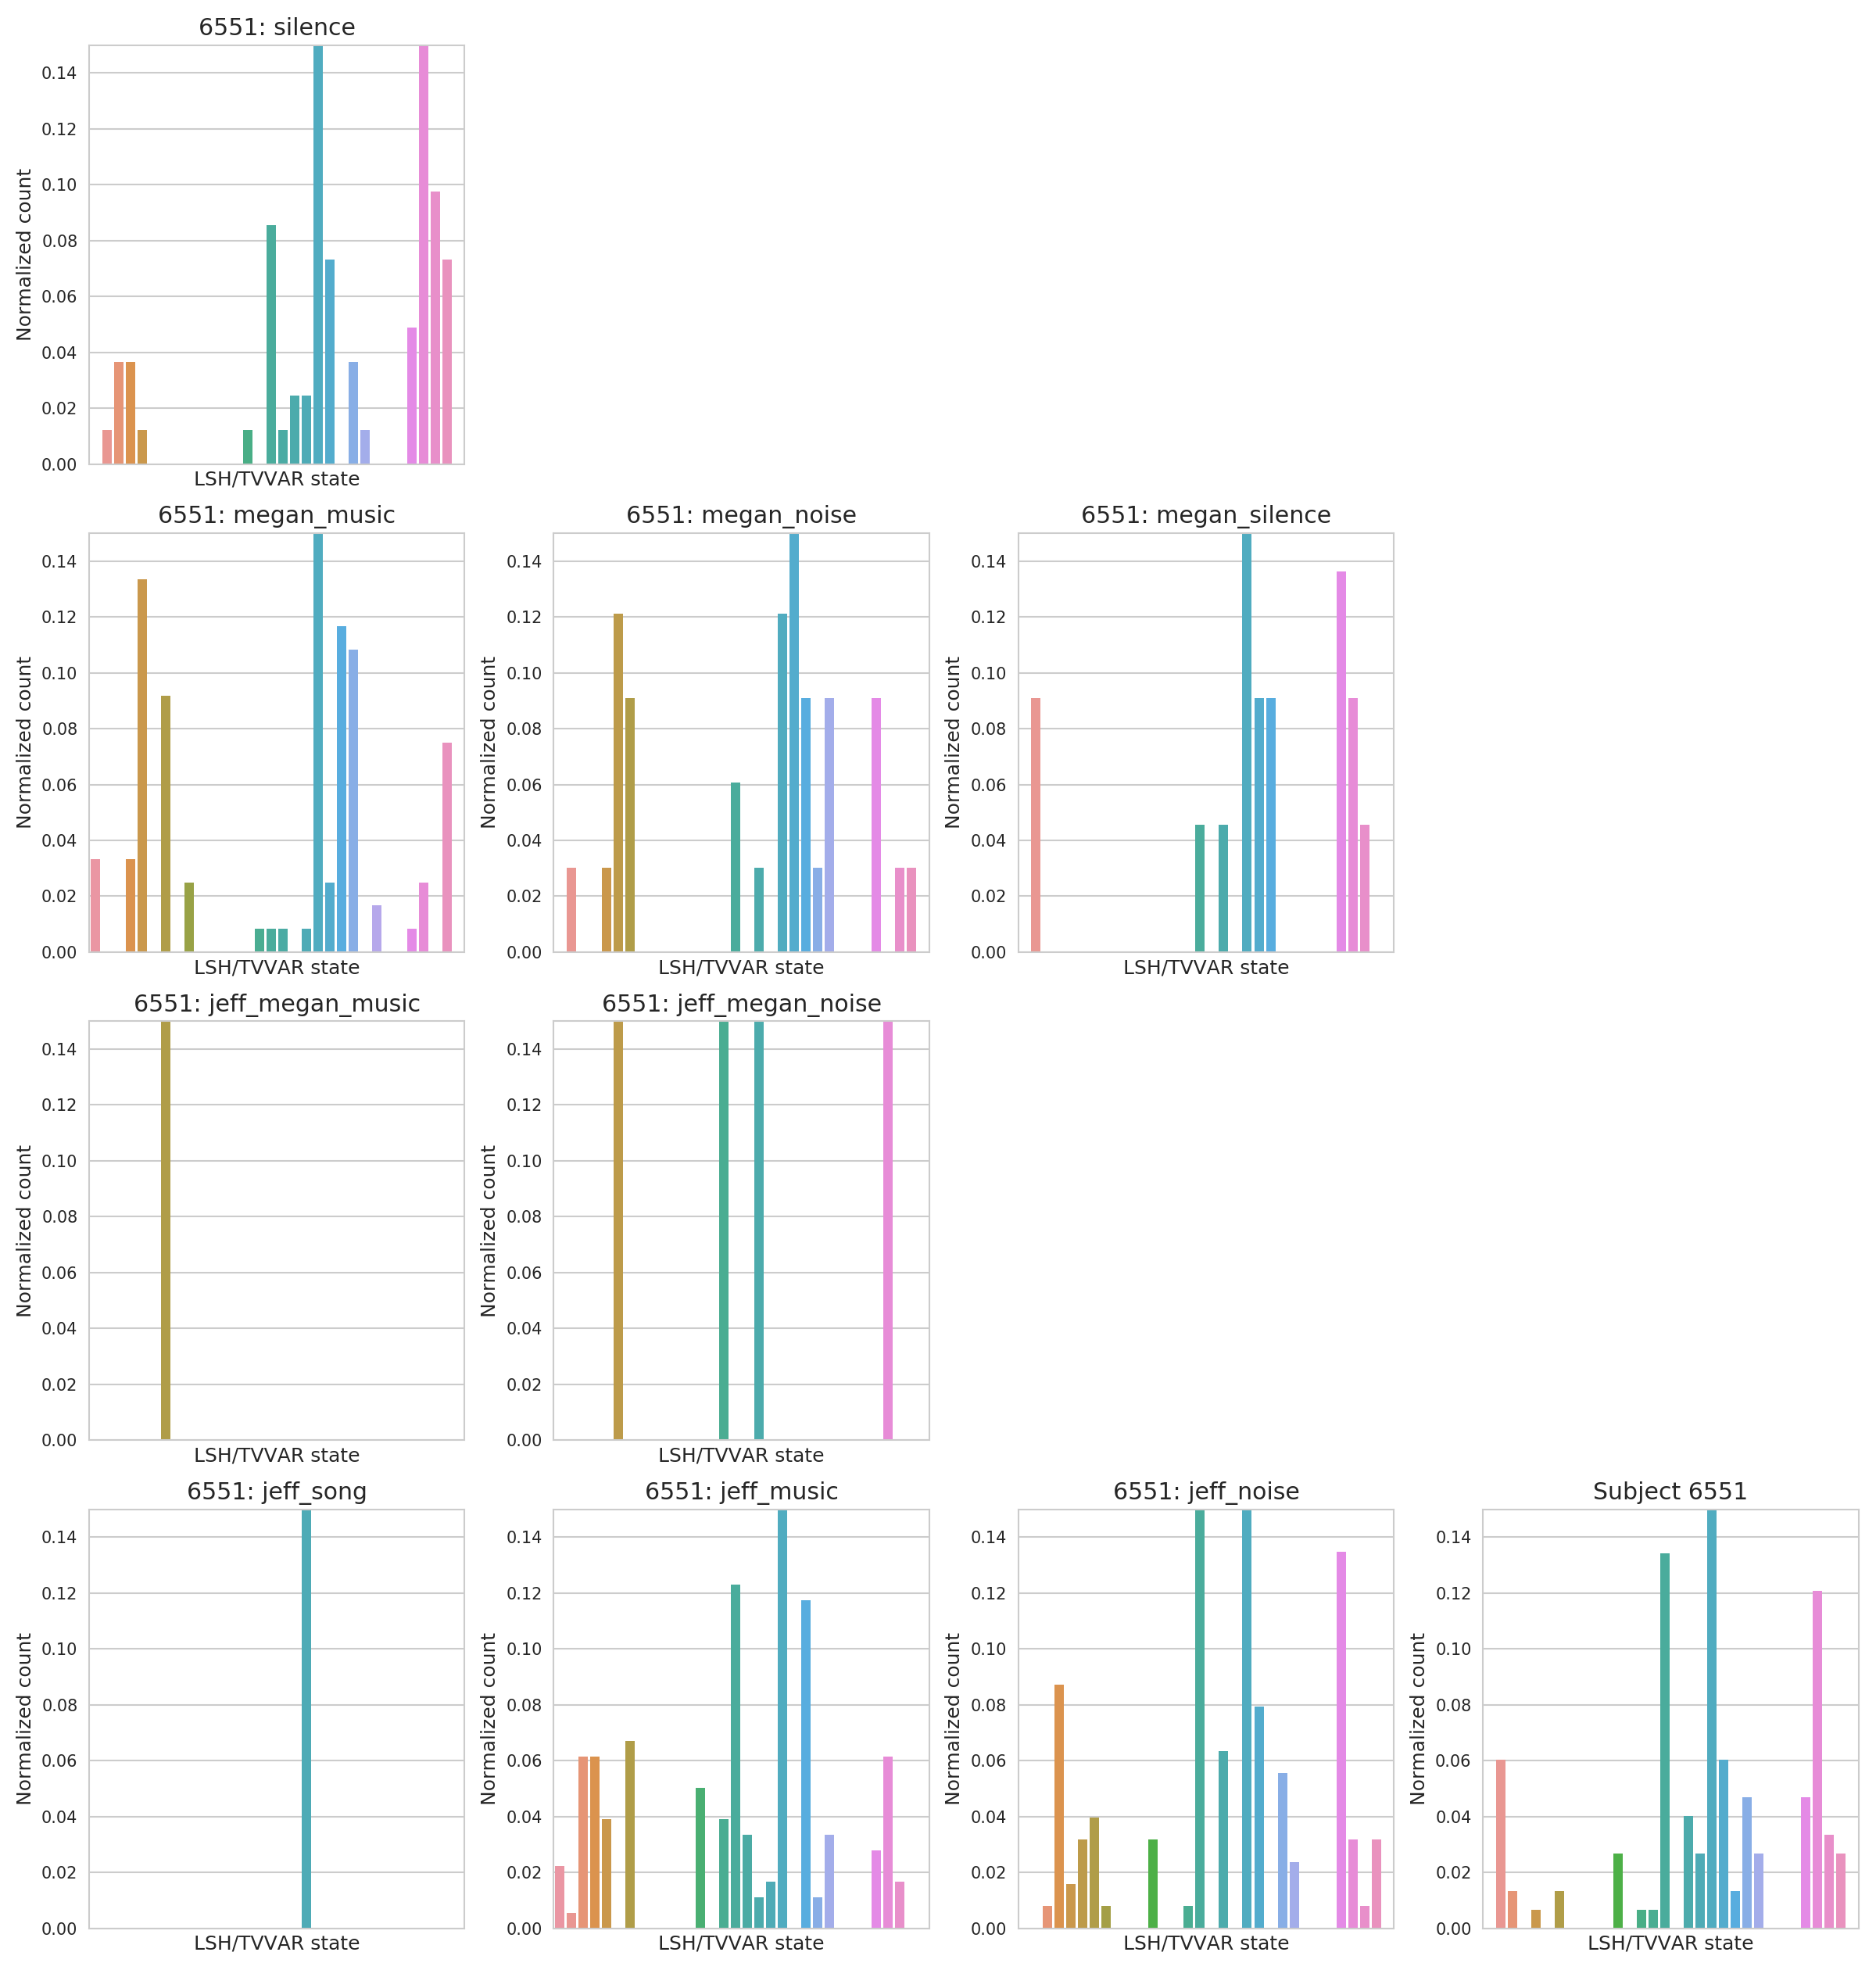 6551: silence
Normalized count
0.14
0.12
0.10
0.08
0.06
0.04
0.02
0.00
LSH/TVVAR state
6551: megan_music
Normalized count
0.14
0.12
0.10
0.08
0.06
0.04
0.02
0.00
LSH/TVVAR state
6551: megan_noise
Normalized count
0.14
0.12
0.10
0.08
0.06
0.04
0.02
0.00
LSH/TVVAR state
6551: megan_silence
Normalized count
0.14
0.12
0.10
0.08
0.06
0.04
0.02
0.00
LSH/TVVAR state
6551: jeff_megan_music
Normalized count
0.14
0.12
0.10
0.08
0.06
0.04
0.02
0.00
LSH/TVVAR state
6551: jeff_megan_noise
Normalized count
0.14
0.12
0.10
0.08
0.06
0.04
0.02
0.00
LSH/TVVAR state
6551: jeff_song
Normalized count
0.14
0.12
0.10
0.08
0.06
0.04
0.02
0.00
LSH/TVVAR state
6551: jeff_music
Normalized count
0.14
0.12
0.10
0.08
0.06
0.04
0.02
0.00
LSH/TVVAR state
6551: jeff_noise
Normalized count
0.14
0.12
0.10
0.08
0.06
0.04
0.02
0.00
LSH/TVVAR state
Subject 6551
Normalized count
0.14
0.12
0.10
0.08
0.06
0.04
0.02
0.00
LSH/TVVAR state